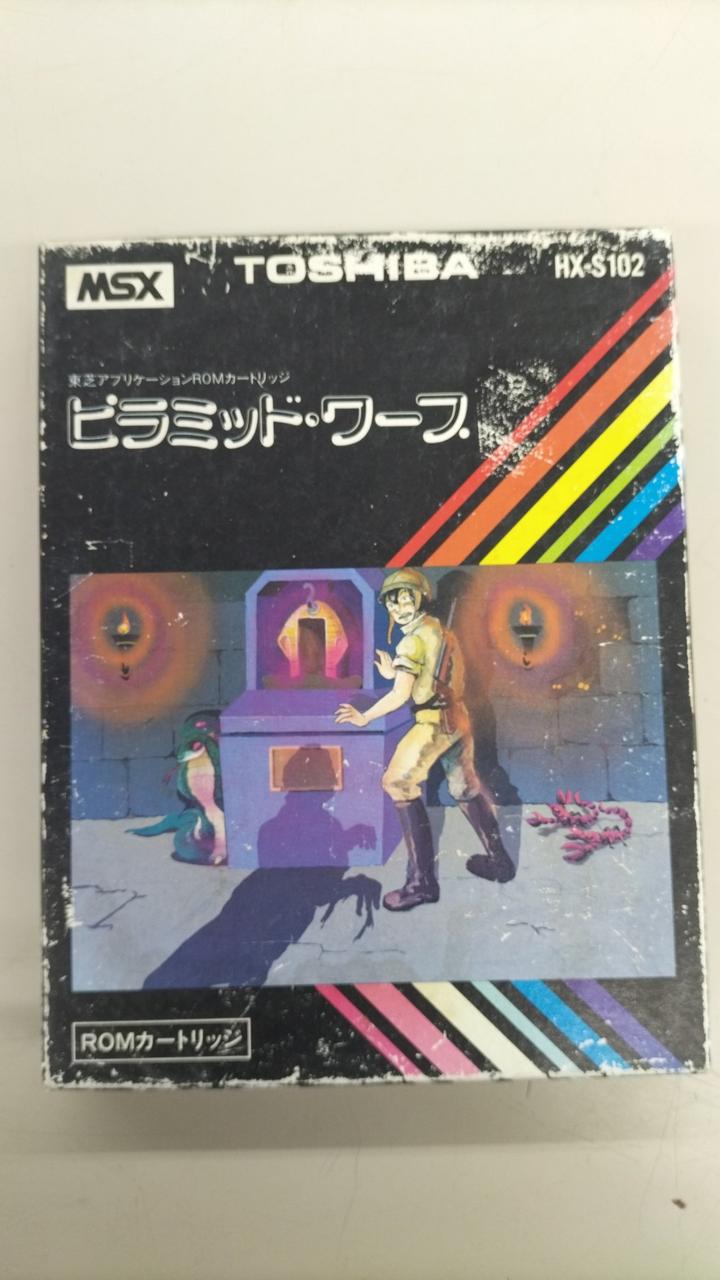 MSX
TOSHIBA
HX-S102
東芝アプリケーションROMカートリッジ
ピラミッド・ワープ
ROMカートリッジ